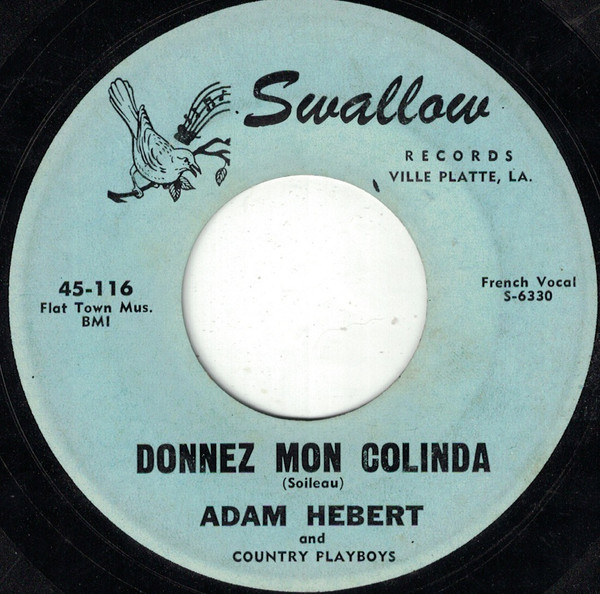 Swallow
RECORDS
VILLE PLATTE, LA.
45-116
Flat Town Mus.
BMI
French Vocal
S-6330
DONNEZ MON COLINDA
(Soileau)
ADAM HEBERT
and
COUNTRY PLAYBOYS